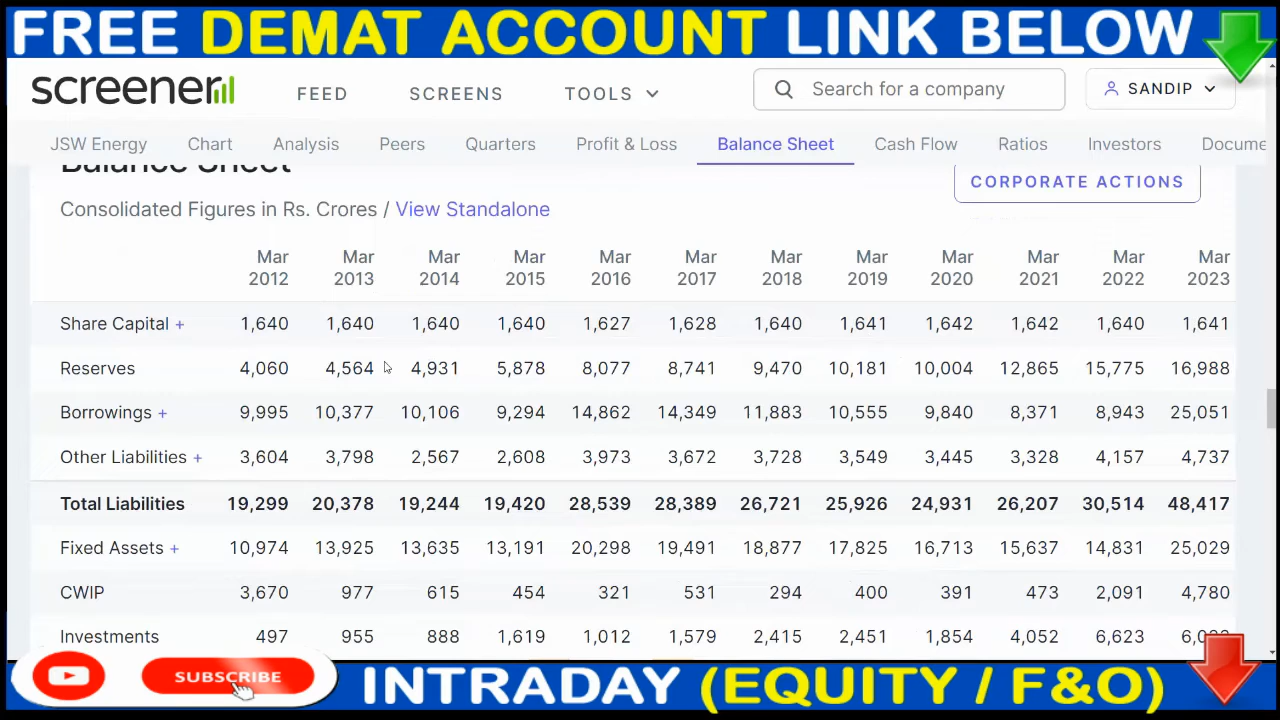 FREE DEMAT ACCOUNT LINK BELOW
screener FEED SCREENS TOOLS Search for a company SANDIP
JSW Energy Chart Analysis Peers Quarters Profit & Loss Balance Sheet Cash Flow Ratios Investors Docume
Balance Sheet
CORPORATE ACTIONS
Consolidated Figures in Rs. Crores / View Standalone
Mar Mar Mar Mar Mar Mar Mar Mar Mar Mar Mar Mar
2012 2013 2014 2015 2016 2017 2018 2019 2020 2021 2022 2023
Share Capital + 1,640 1,640 1,640 1,640 1,627 1,628 1,640 1,641 1,642 1,642 1,640 1,641
Reserves 4,060 4,564 4,931 5,878 8,077 8,741 9,470 10,181 10,004 12,865 15,775 16,988
Borrowings + 9,995 10,377 10,106 9,294 14,862 14,349 11,883 10,555 9,840 8,371 8,943 25,051
Other Liabilities + 3,604 3,798 2,567 2,608 3,973 3,672 3,728 3,549 3,445 3,328 4,157 4,737
Total Liabilities 19,299 20,378 19,244 19,420 28,539 28,389 26,721 25,926 24,931 26,207 30,514 48,417
Fixed Assets + 10,974 13,925 13,635 13,191 20,298 19,491 18,877 17,825 16,713 15,637 14,831 25,029
CWIP 3,670 977 615 454 321 531 294 400 391 473 2,091 4,780
Investments 497 955 888 1,619 1,012 1,579 2,415 2,451 1,854 4,052 6,623
SUBSCRIBE
INTRADAY (EQUITY / F&O)